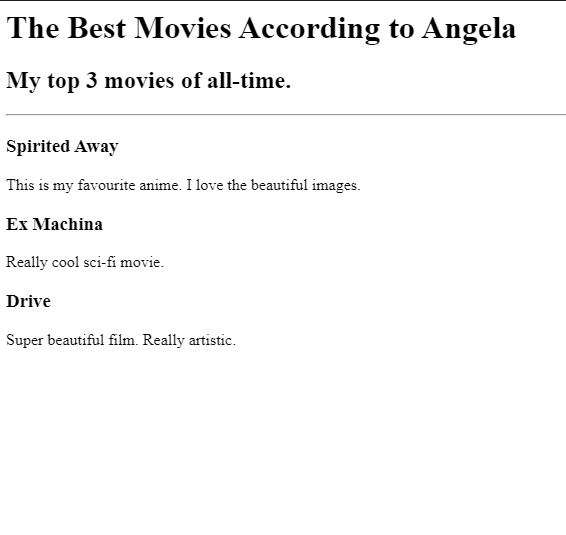 The Best Movies According to Angela
My top 3 movies of all-time.
Spirited Away
This is my favourite anime. I love the beautiful images.
Ex Machina
Really cool sci-fi movie.
Drive
Super beautiful film. Really artistic.